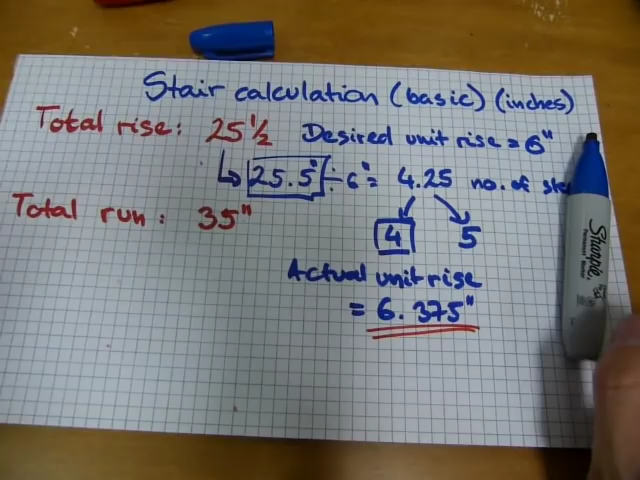 Stair calculation (basic) (inches)
Total rise: 25 1/2 Desired unit rise = 6"
25.5" ÷ 6" = 4.25 no. of
Total run: 35"
4 5
Actual unit rise
= 6.375"
Sharpie